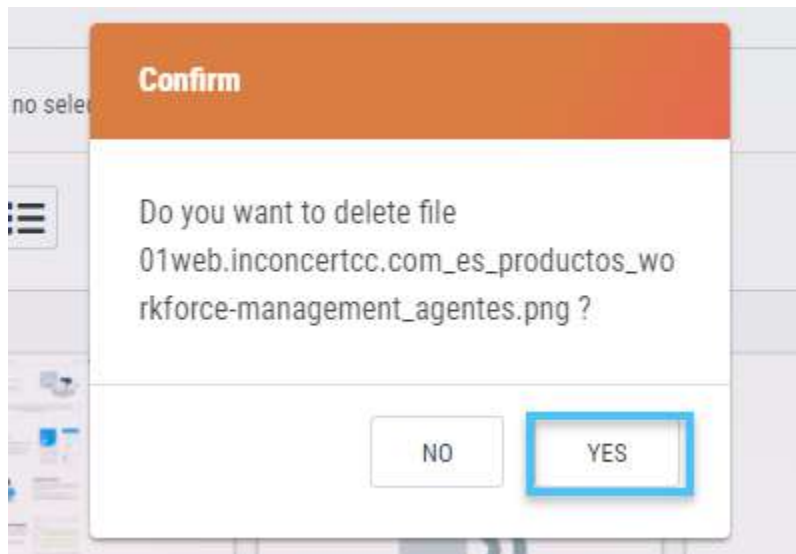 Confirm
no selec
Do you want to delete file
01web.inconcertcc.com_es_productos_wo
rkforce-management_agentes.png ?
NO
YES